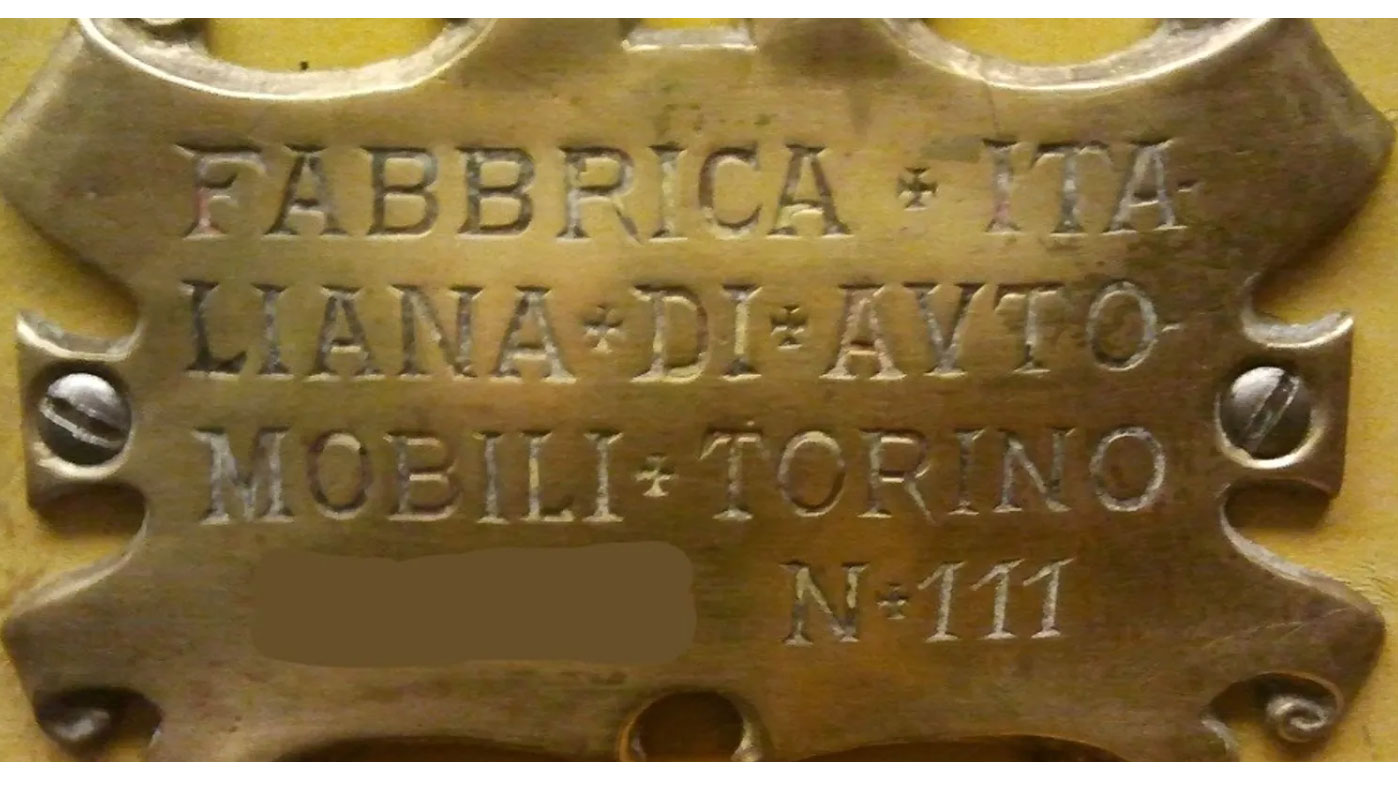 FABBRICA ✠ ITA-
LIANA ✠ DI ✠ AVTO-
MOBILI ✠ TORINO
N ✠ 111